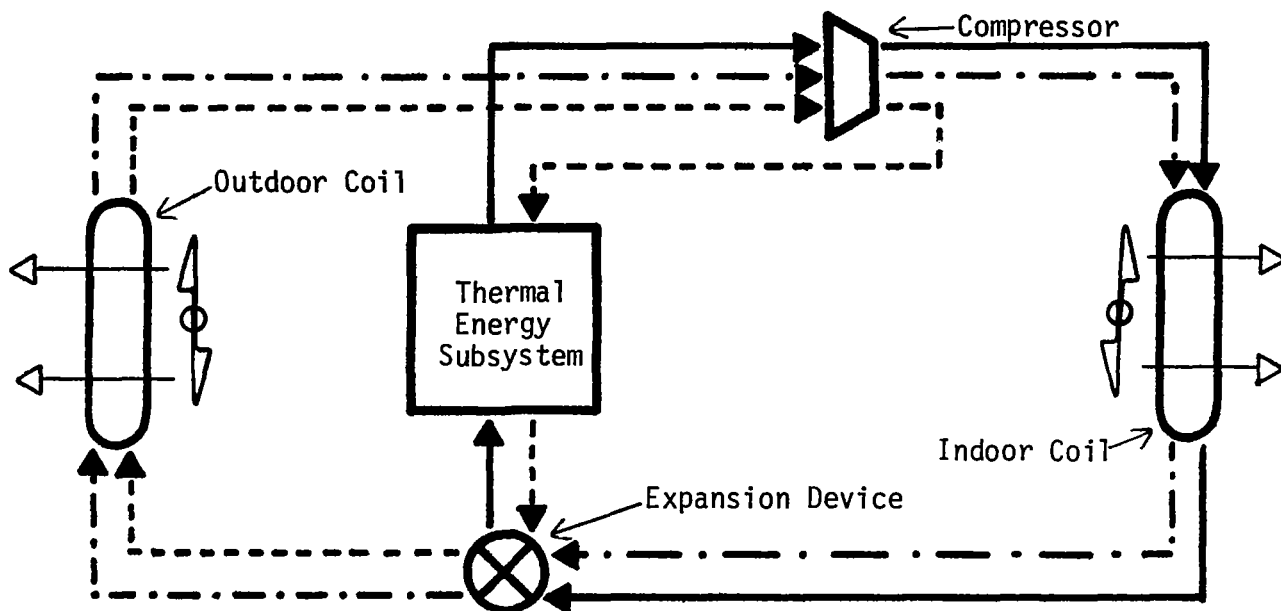 Compressor
Outdoor Coil
Thermal
Energy
Subsystem
Indoor Coil
Expansion Device